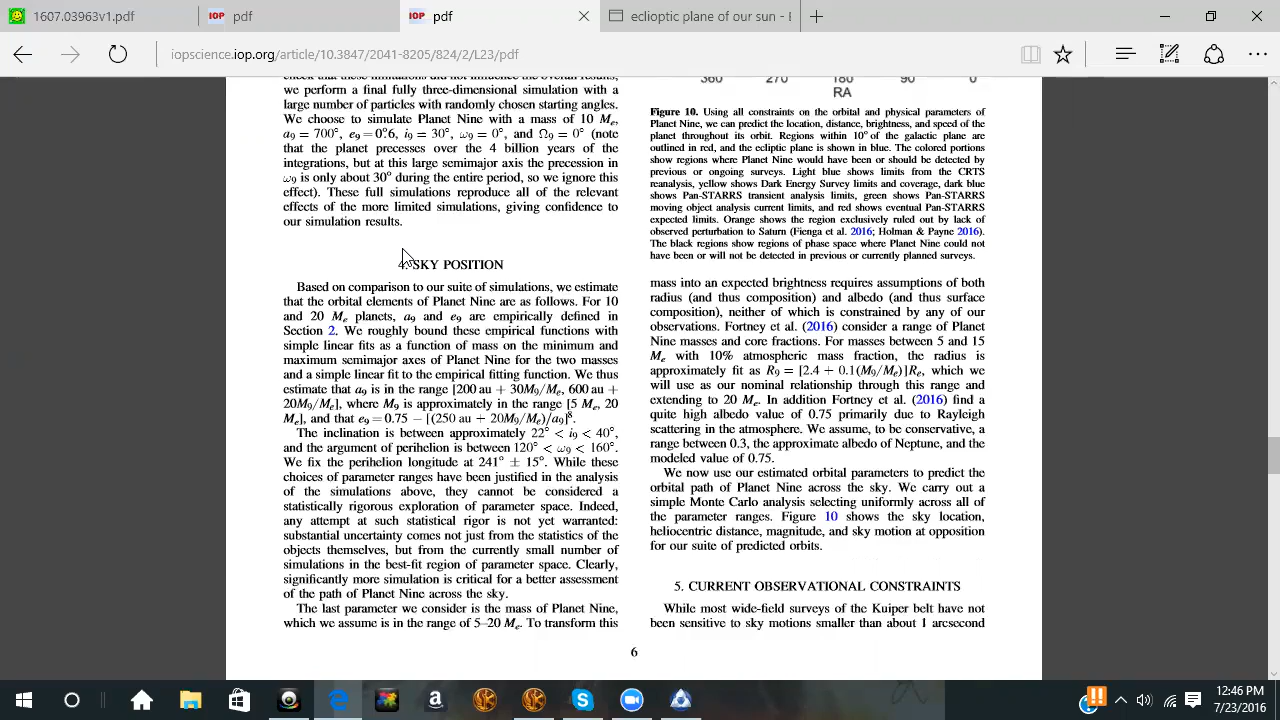 1607.03963v1.pdf
pdf
pdf
iopscience.iop.org/article/10.3847/2041-8205/824/2/L23/pdf
check that these limitations did not influence the overall results,
we perform a final fully three-dimensional simulation with a
large number of particles with randomly chosen starting angles.
We choose to simulate Planet Nine with a mass of 10 Me,
a9 = 700°, e9 = 0°.6, i9 = 30°, ω9 = 0°, and Ω9 = 0° (note
that the planet precesses over the 4 billion years of the
integrations, but at this large semimajor axis the precession in
ω9 is only about 30° during the entire period, so we ignore this
effect). These full simulations reproduce all of the relevant
effects of the more limited simulations, giving confidence to
our simulation results.
4. SKY POSITION
Based on comparison to our suite of simulations, we estimate
that the orbital elements of Planet Nine are as follows. For 10
and 20 Me planets, a9 and e9 are empirically defined in
Section 2. We roughly bound these empirical functions with
simple linear fits as a function of mass on the minimum and
maximum semimajor axes of Planet Nine for the two masses
and a simple linear fit to the empirical fitting function. We thus
estimate that a9 is in the range [200 au + 30M9/Me, 600 au +
20M9/Me], where M9 is approximately in the range [5 Me, 20
Me], and that e9 = 0.75 − [(250 au + 20M9/Me)/a9]8.
The inclination is between approximately 22° < i9 < 40°,
and the argument of perihelion is between 120° < ω9 < 160°.
We fix the perihelion longitude at 241° ± 15°. While these
choices of parameter ranges have been justified in the analysis
of the simulations above, they cannot be considered a
statistically rigorous exploration of parameter space. Indeed,
any attempt at such statistical rigor is not yet warranted:
substantial uncertainty comes not just from the statistics of the
objects themselves, but from the currently small number of
simulations in the best-fit region of parameter space. Clearly,
significantly more simulation is critical for a better assessment
of the path of Planet Nine across the sky.
The last parameter we consider is the mass of Planet Nine,
which we assume is in the range of 5–20 Me. To transform this
360 270 180 90 0
RA
Figure 10. Using all constraints on the orbital and physical parameters of
Planet Nine, we can predict the location, distance, brightness, and speed of the
planet throughout its orbit. Regions within 10° of the galactic plane are
outlined in red, and the ecliptic plane is shown in blue. The colored portions
show regions where Planet Nine would have been or should be detected by
previous or ongoing surveys. Light blue shows limits from the CRTS
reanalysis, yellow shows Dark Energy Survey limits and coverage, dark blue
shows Pan-STARRS transient analysis limits, green shows Pan-STARRS
moving object analysis current limits, and red shows eventual Pan-STARRS
expected limits. Orange shows the region exclusively ruled out by lack of
observed perturbation to Saturn (Fienga et al. 2016; Holman & Payne 2016).
The black regions show regions of phase space where Planet Nine could not
have been or will not be detected in previous or currently planned surveys.
mass into an expected brightness requires assumptions of both
radius (and thus composition) and albedo (and thus surface
composition), neither of which is constrained by any of our
observations. Fortney et al. (2016) consider a range of Planet
Nine masses and core fractions. For masses between 5 and 15
Me with 10% atmospheric mass fraction, the radius is
approximately fit as R9 = [2.4 + 0.1(M9/Me)]Re, which we
will use as our nominal relationship through this range and
extending to 20 Me. In addition Fortney et al. (2016) find a
quite high albedo value of 0.75 primarily due to Rayleigh
scattering in the atmosphere. We assume, to be conservative, a
range between 0.3, the approximate albedo of Neptune, and the
modeled value of 0.75.
We now use our estimated orbital parameters to predict the
orbital path of Planet Nine across the sky. We carry out a
simple Monte Carlo analysis selecting uniformly across all of
the parameter ranges. Figure 10 shows the sky location,
heliocentric distance, magnitude, and sky motion at opposition
for our suite of predicted orbits.
5. CURRENT OBSERVATIONAL CONSTRAINTS
While most wide-field surveys of the Kuiper belt have not
been sensitive to sky motions smaller than about 1 arcsecond
6
12:46 PM
7/23/2016